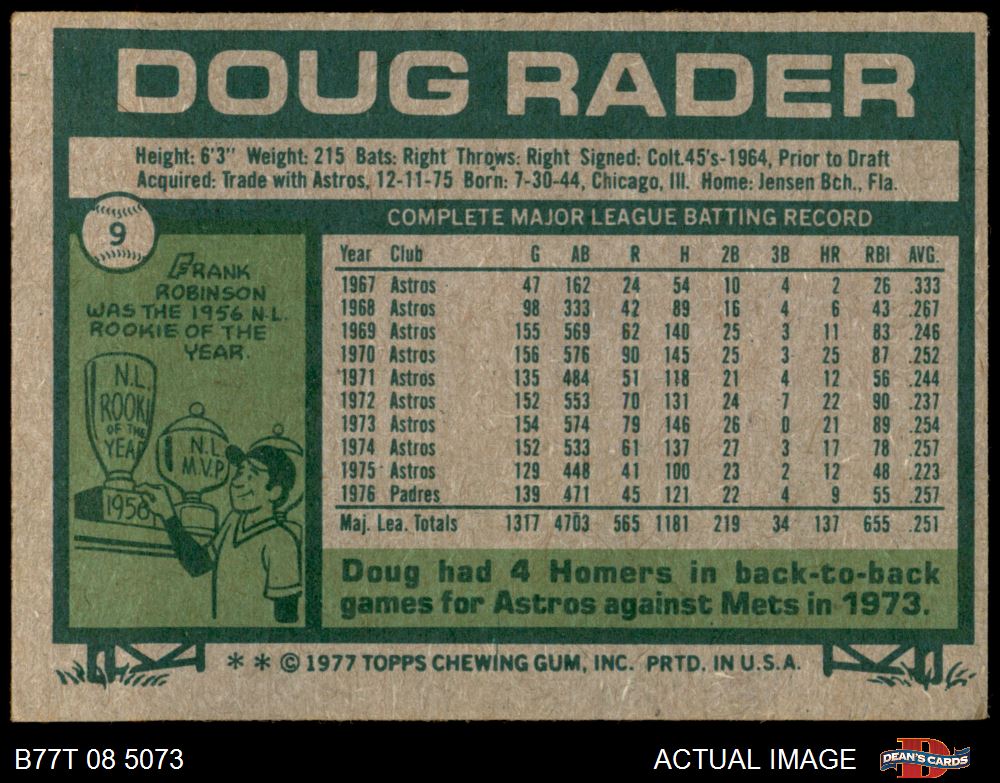 DOUG RADER
Height: 6'3" Weight: 215 Bats: Right Throws: Right Signed: Colt.45's-1964, Prior to Draft
Acquired: Trade with Astros, 12-11-75 Born: 7-30-44, Chicago, Ill. Home: Jensen Bch., Fla.
9
FRANK
ROBINSON
WAS THE 1956 N.L.
ROOKIE OF THE
YEAR.
N.L.
ROOKI
OF THE
YEAR
1956
N.L.
M.V.P.
COMPLETE MAJOR LEAGUE BATTING RECORD
Year Club G AB R H 2B 3B HR RBI AVG.
1967 Astros 47 162 24 54 10 4 2 26 .333
1968 Astros 98 333 42 89 16 4 6 43 .267
1969 Astros 155 569 62 140 25 3 11 83 .246
1970 Astros 156 576 90 145 25 3 25 87 .252
1971 Astros 135 484 51 118 21 4 12 56 .244
1972 Astros 152 553 70 131 24 7 22 90 .237
1973 Astros 154 574 79 146 26 0 21 89 .254
1974 Astros 152 533 61 137 27 3 17 78 .257
1975 Astros 129 448 41 100 23 2 12 48 .223
1976 Padres 139 471 45 121 22 4 9 55 .257
Maj. Lea. Totals 1317 4703 565 1181 219 34 137 655 .251
Doug had 4 Homers in back-to-back
games for Astros against Mets in 1973.
* * © 1977 TOPPS CHEWING GUM, INC. PRTD. IN U.S.A.
B77T 08 5073
ACTUAL IMAGE
DEAN'S CARDS